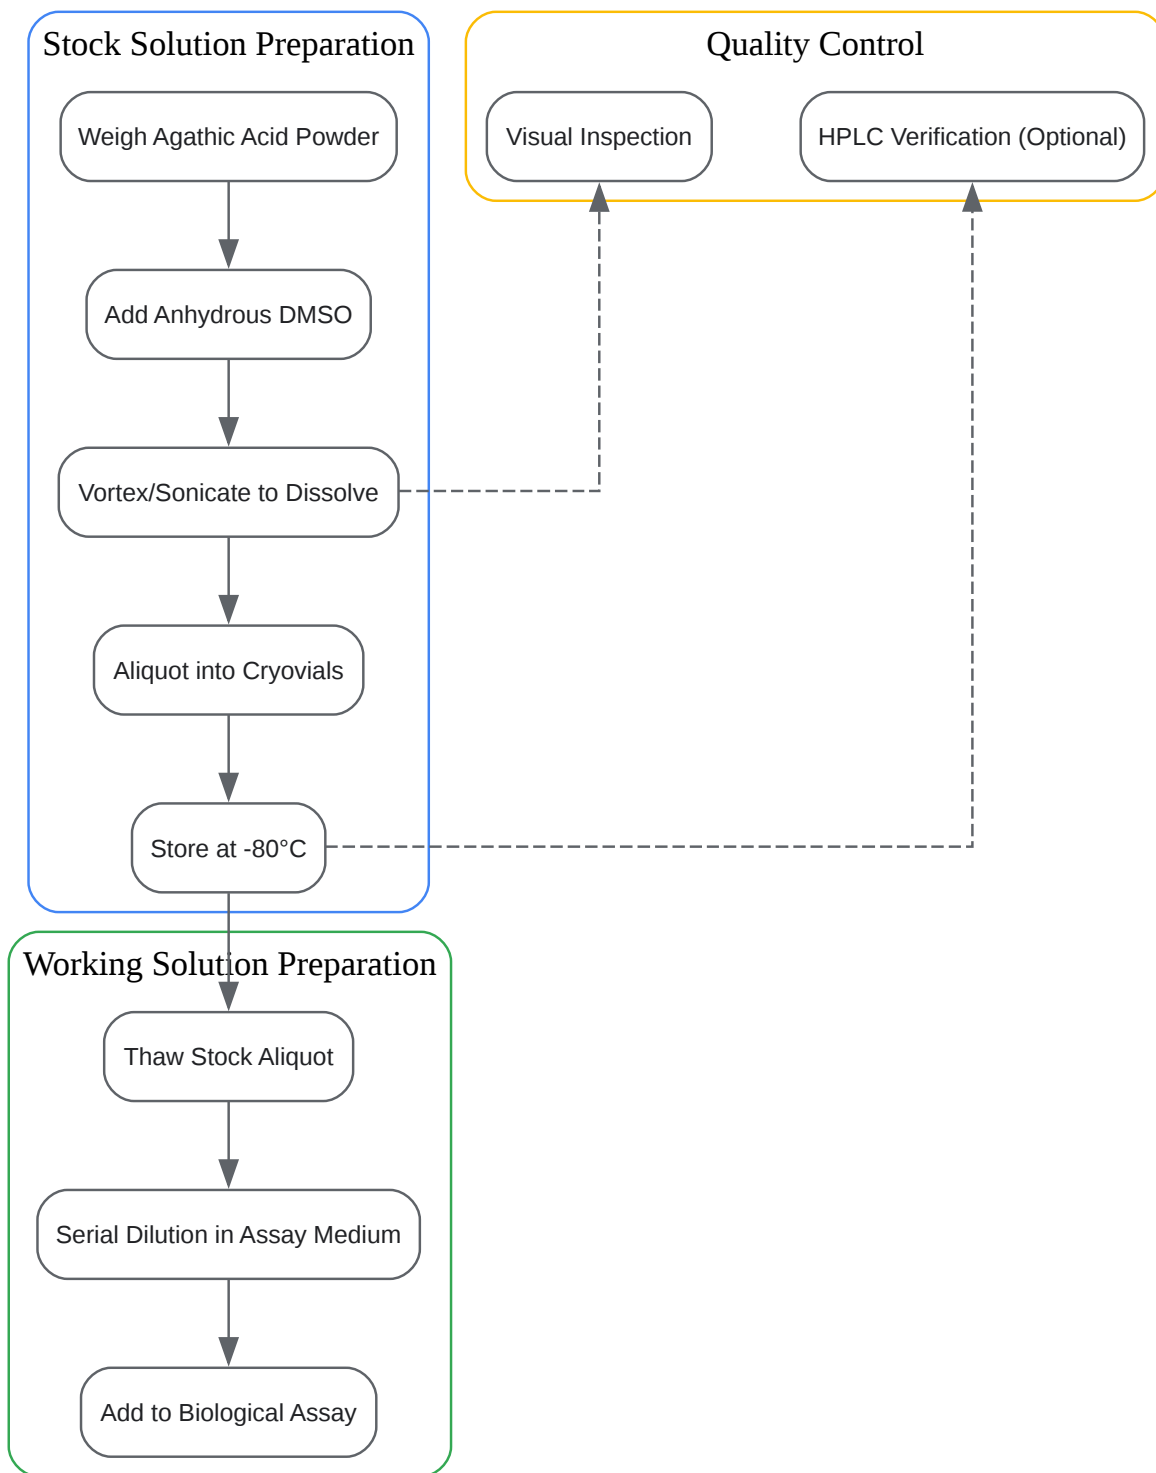 Stock Solution Preparation
Weigh Agathic Acid Powder
Add Anhydrous DMSO
Vortex/Sonicate to Dissolve
Aliquot into Cryovials
Store at -80°C
Quality Control
Visual Inspection
HPLC Verification (Optional)
Working Solution Preparation
Thaw Stock Aliquot
Serial Dilution in Assay Medium
Add to Biological Assay